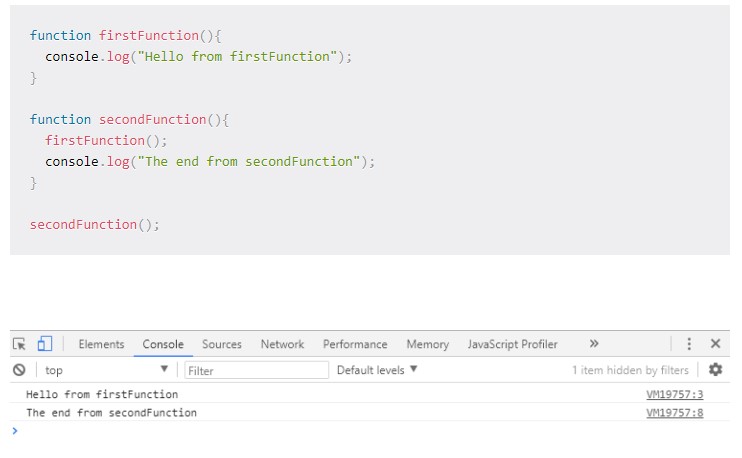 function firstFunction(){
  console.log("Hello from firstFunction");
}
function secondFunction(){
  firstFunction();
  console.log("The end from secondFunction");
}
secondFunction();
Elements Console Sources Network Performance Memory JavaScript Profiler »
top ▼ Filter Default levels ▼ 1 item hidden by filters
Hello from firstFunction VM19757:3
The end from secondFunction VM19757:8
>